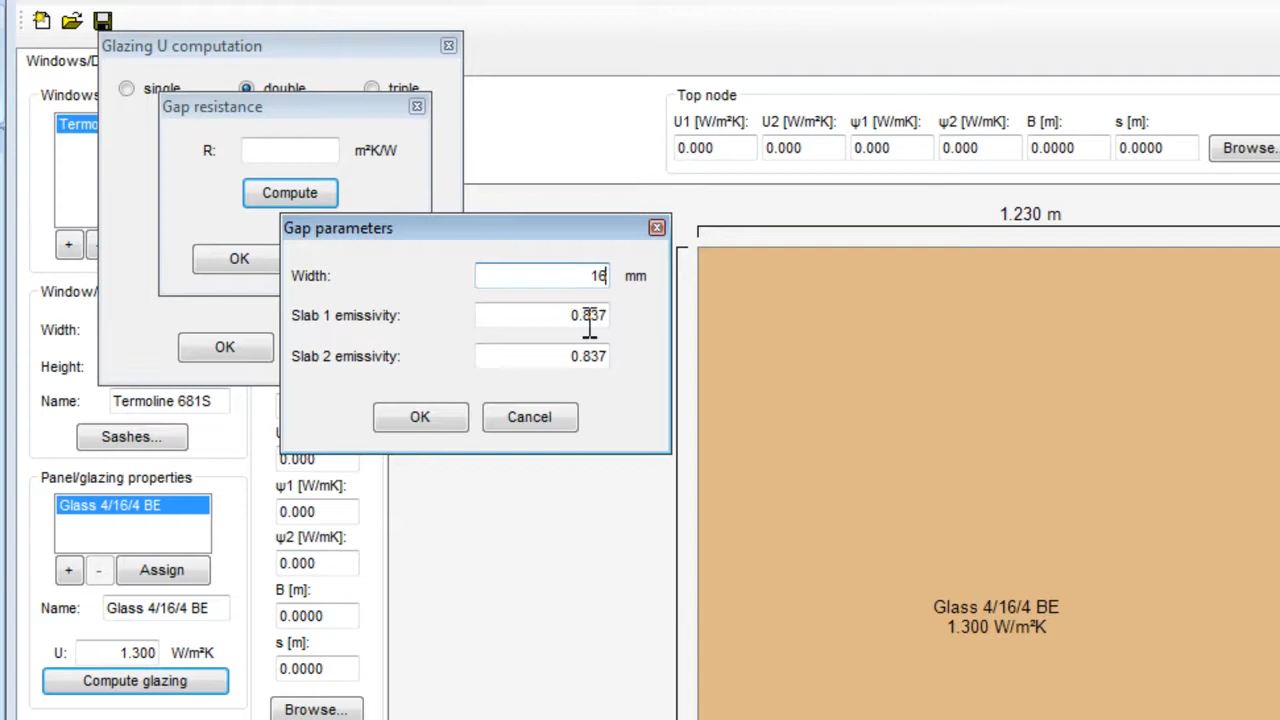 Glazing U computation
single double triple
Gap resistance
R: m²K/W
Compute
OK
OK
Gap parameters
Width: 16 mm
Slab 1 emissivity: 0.837
Slab 2 emissivity: 0.837
OK Cancel
Windows/D
Windows
Termo
+ -
Window/
Width:
Height:
Name: Termoline 681S
Sashes...
Panel/glazing properties
Glass 4/16/4 BE
+ - Assign
Name: Glass 4/16/4 BE
U: 1.300 W/m²K
Compute glazing
0.000
ψ1 [W/mK]:
0.000
ψ2 [W/mK]:
0.000
B [m]:
0.0000
s [m]:
0.0000
Browse...
Top node
U1 [W/m²K]: U2 [W/m²K]: ψ1 [W/mK]: ψ2 [W/mK]: B [m]: s [m]:
0.000 0.000 0.000 0.000 0.0000 0.0000 Browse..
1.230 m
Glass 4/16/4 BE
1.300 W/m²K